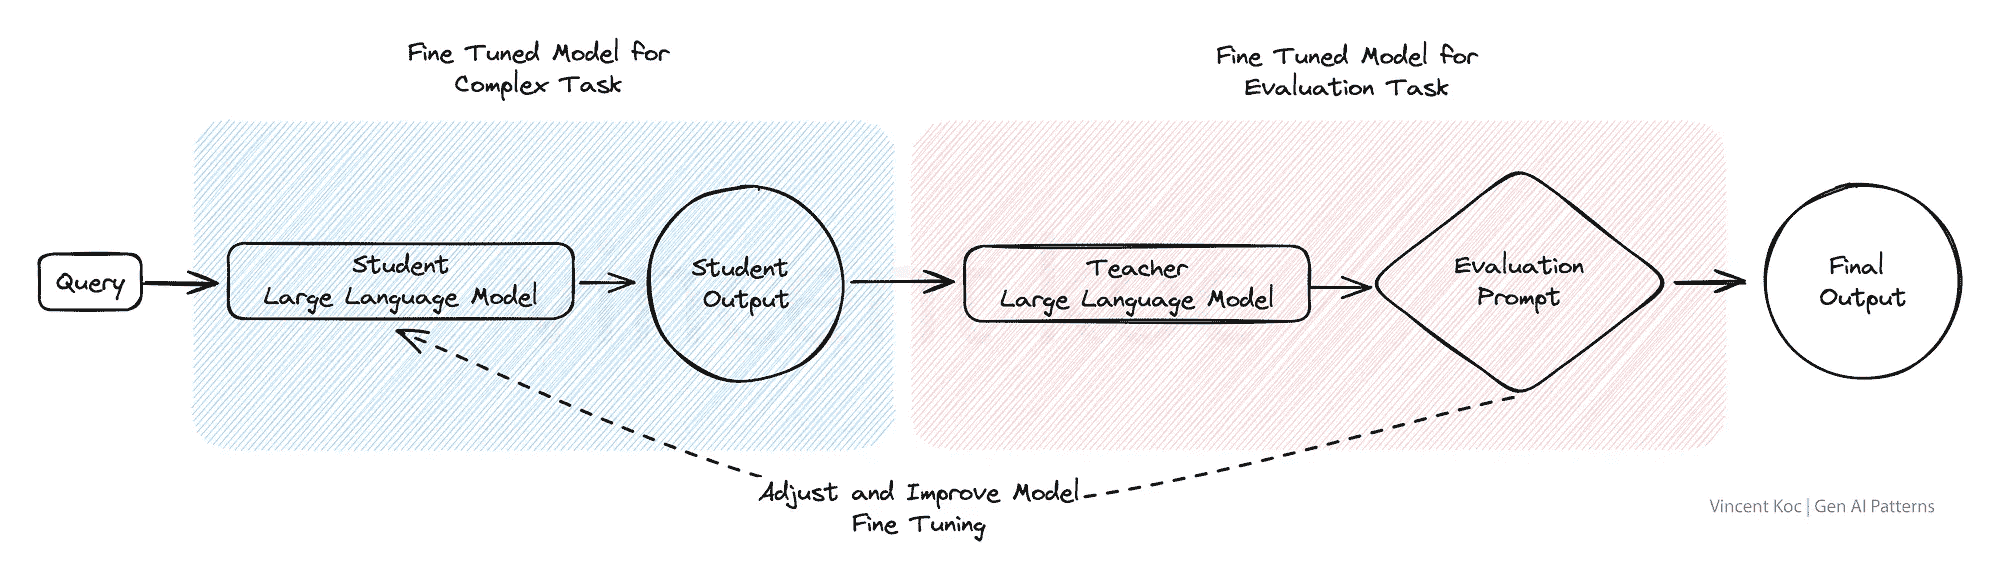 Fine Tuned Model for
Complex Task
Fine Tuned Model for
Evaluation Task
Query
Student
Large Language Model
Student
Output
Teacher
Large Language Model
Evaluation
Prompt
Final
Output
Adjust and Improve Model
Fine Tuning
Vincent Koc | Gen AI Patterns